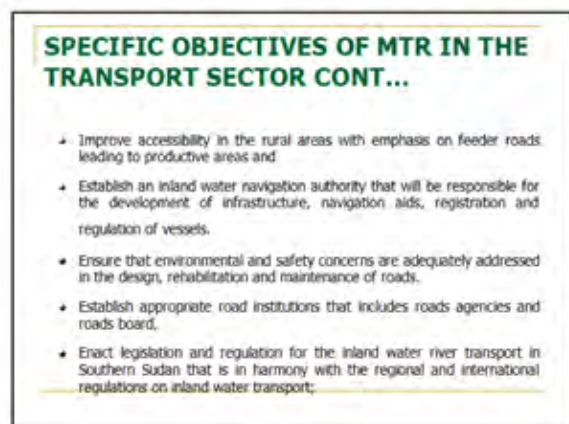 SPECIFIC OBJECTIVES OF MTR IN THE
TRANSPORT SECTOR CONT...
Improve accessibility in the rural areas with emphasis on feeder roads
leading to productive areas and
Establish an inland water navigation authority that will be responsible for
the development of infrastructure, navigation aids, registration and
regulation of vessels.
Ensure that environmental and safety concerns are adequately addressed
in the design, rehabilitation and maintenance of roads.
Establish appropriate road institutions that includes roads agencies and
roads board,
Enact legislation and regulation for the inland water river transport in
Southern Sudan that is in harmony with the regional and international
regulations on inland water transport;